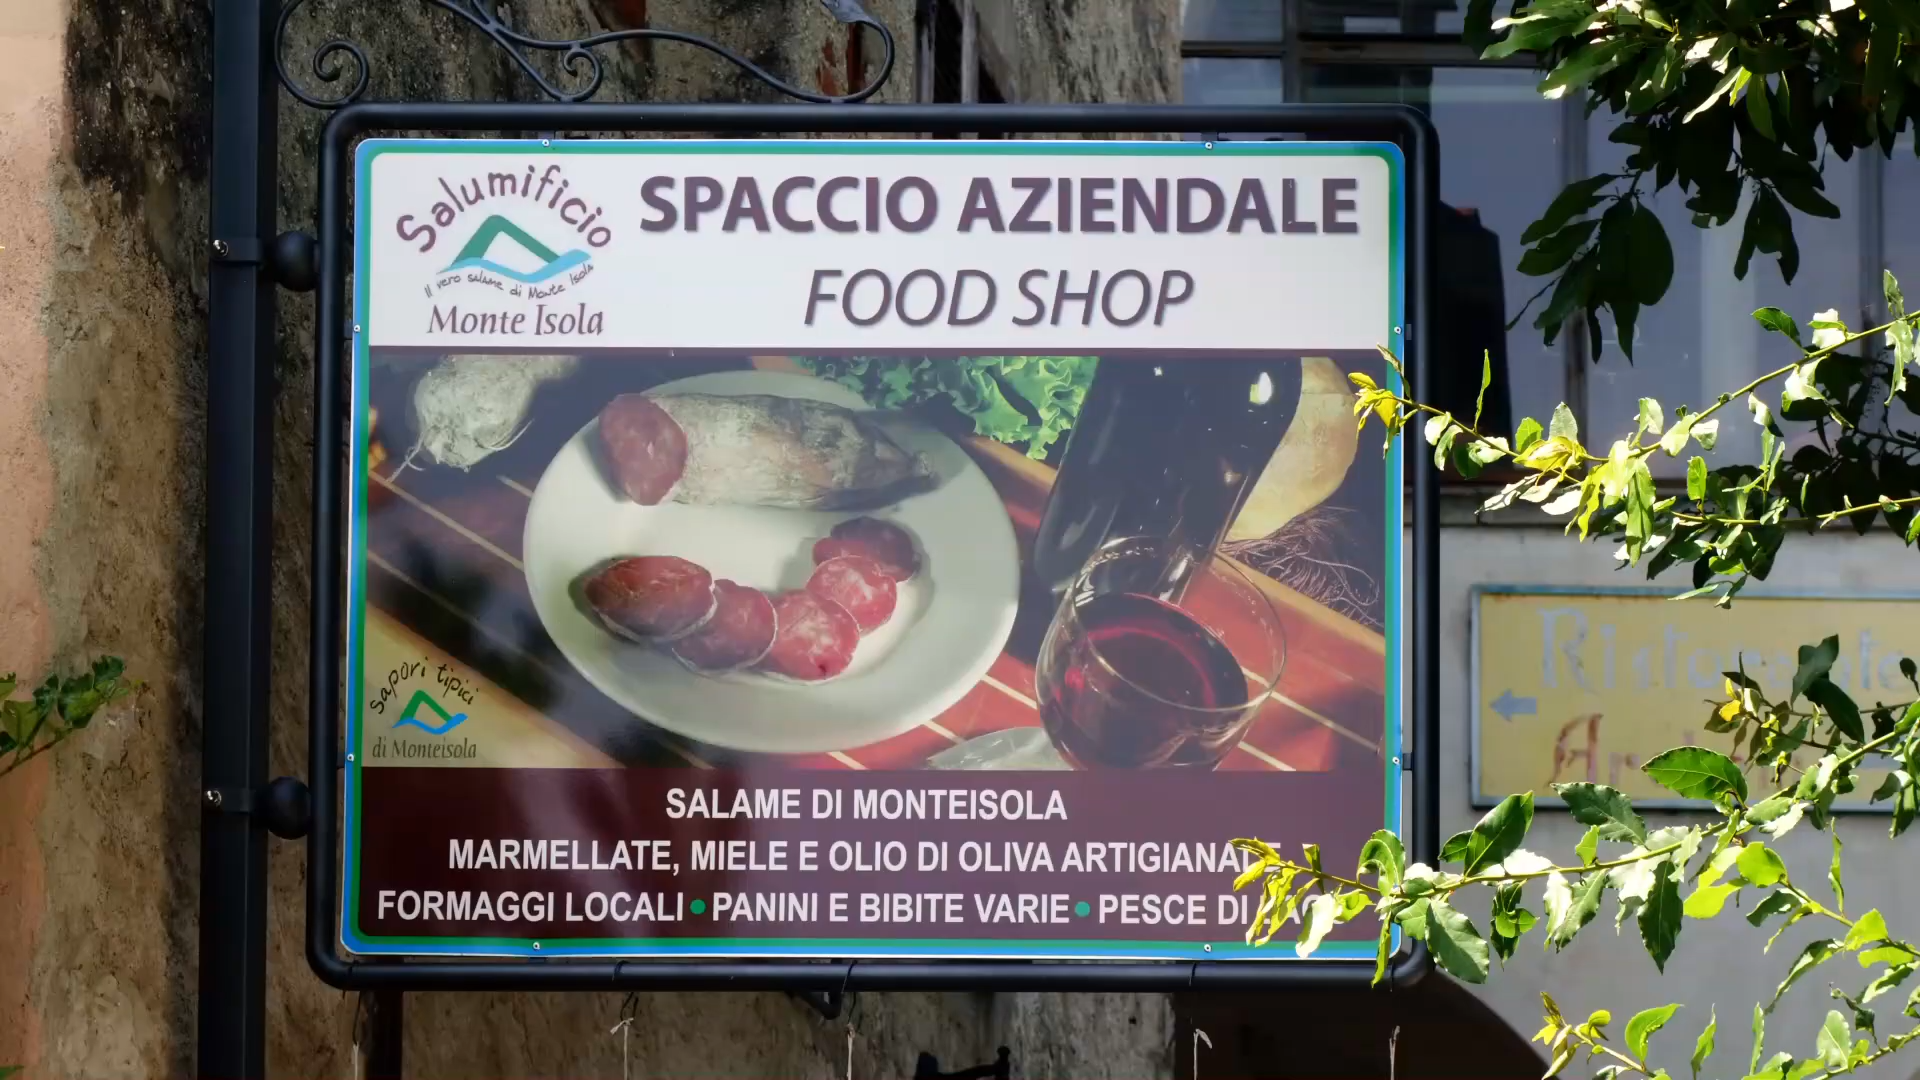 Salumificio
Il vero salame di Monte Isola
Monte Isola
SPACCIO AZIENDALE
FOOD SHOP
sapori tipici
di Monteisola
SALAME DI MONTEISOLA
MARMELLATE, MIELE E OLIO DI OLIVA
FORMAGGI LOCALI • PANINI E BIBITE VARIE • PESCE DI
Ristorante